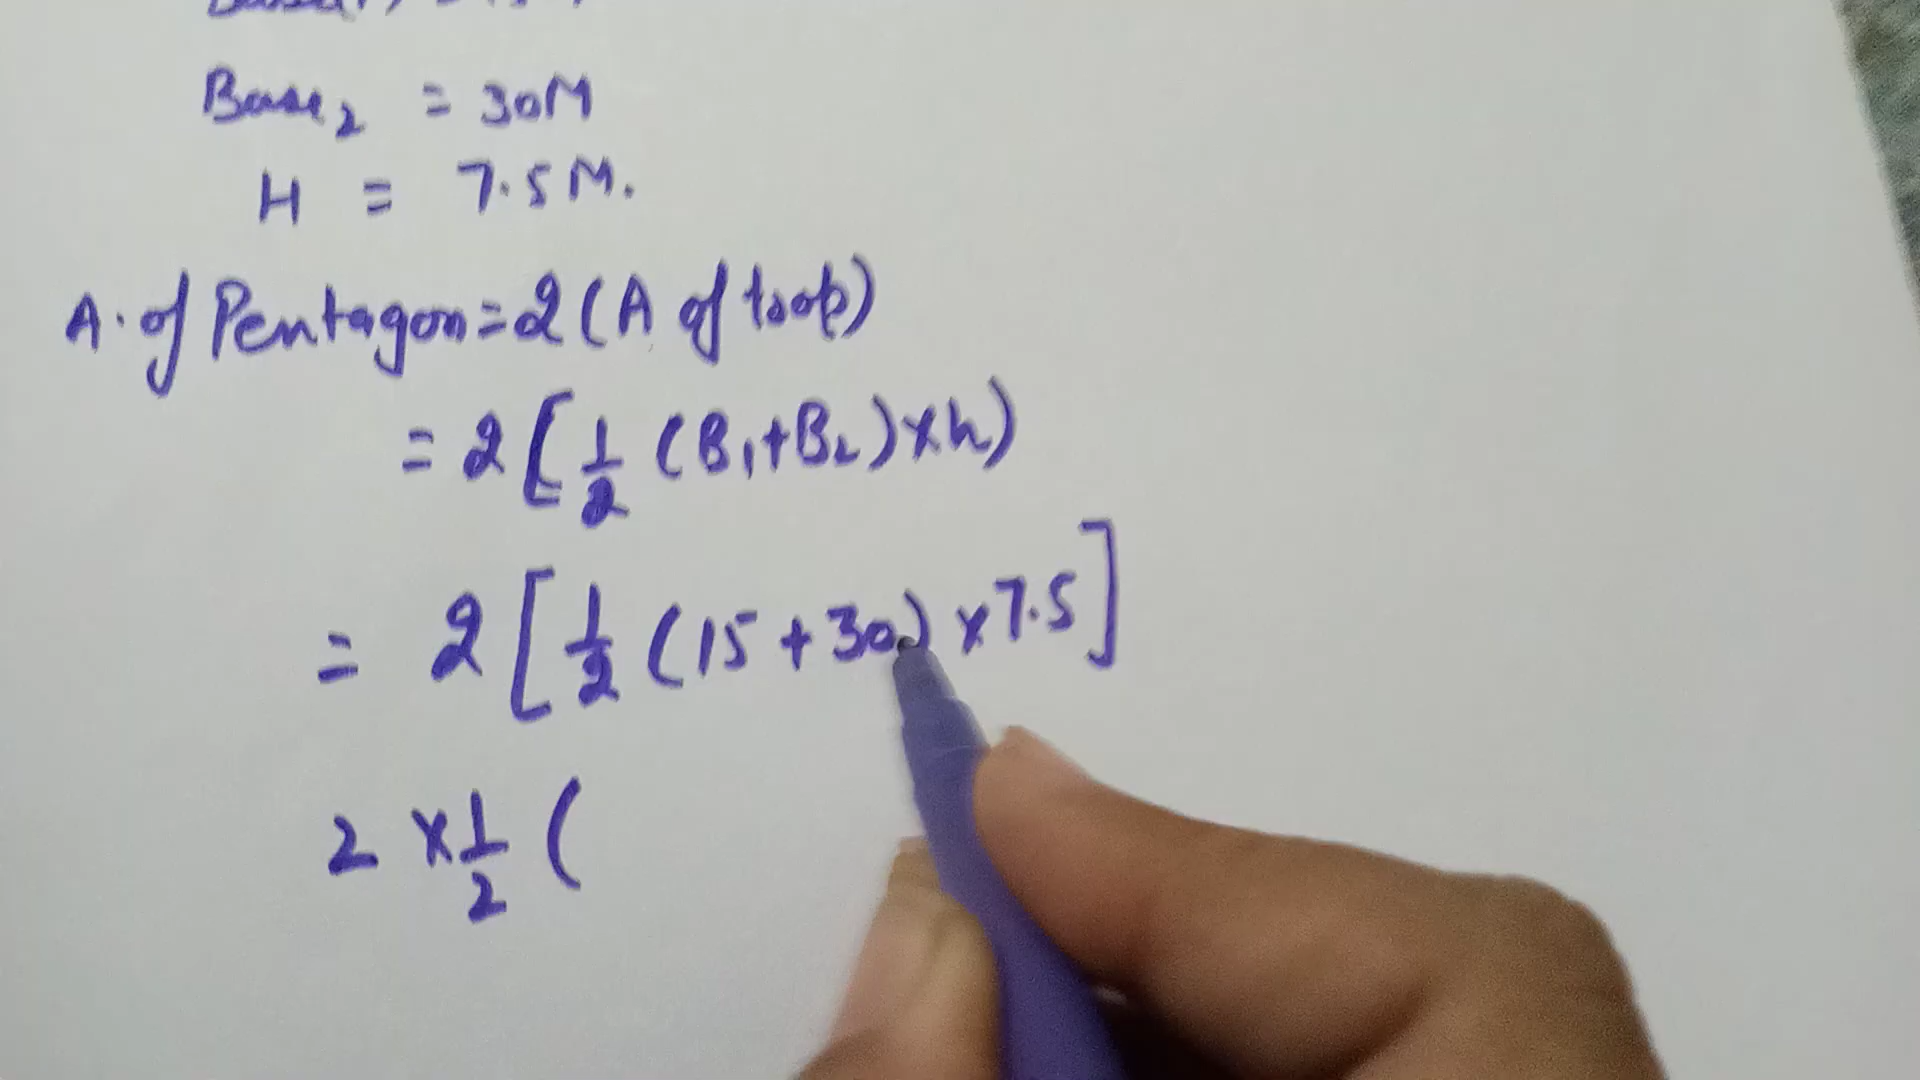 Base₂ = 30M
H = 7.5 M.
A. of Pentagon = 2 (A of trap)
= 2 [ 1/2 (B₁+B₂) × h)
= 2 [ 1/2 (15 + 30) × 7.5 ]
2 × 1/2 (